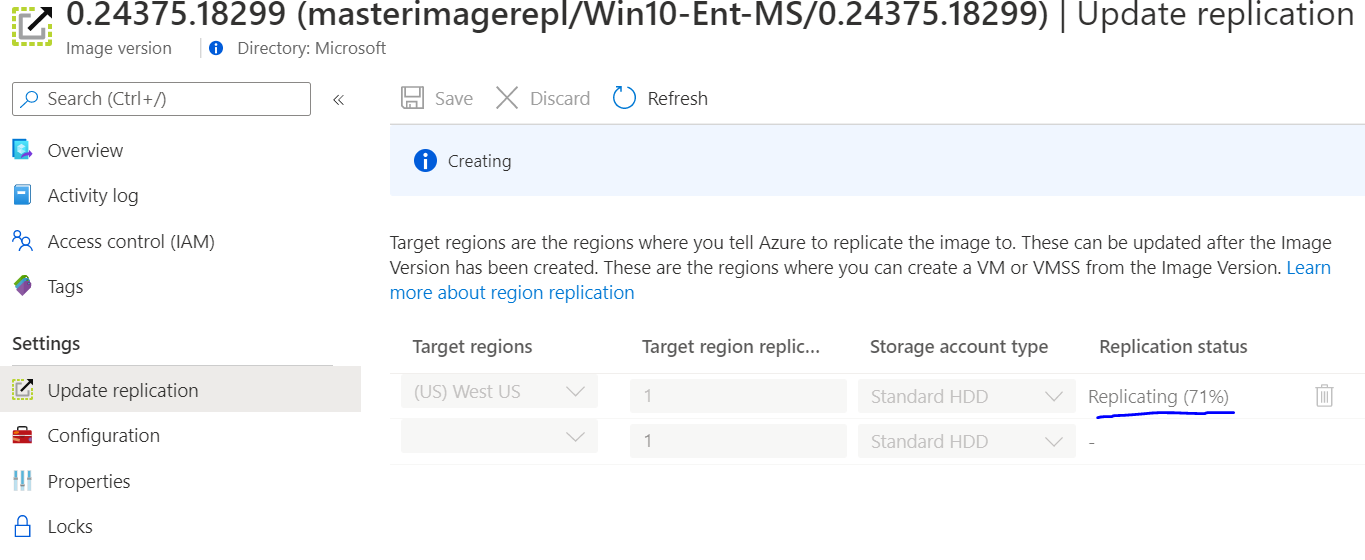 0.24375.18299 (masterimagerepl/Win10-Ent-MS/0.24375.18299) | Update replication
Image version
Directory: Microsoft
Search (Ctrl+/)
«
Save
Discard
Refresh
Creating
Overview
Activity log
Access control (IAM)
Tags
Settings
Update replication
Configuration
Properties
Locks
Target regions are the regions where you tell Azure to replicate the image to. These can be updated after the Image
Version has been created. These are the regions where you can create a VM or VMSS from the Image Version. Learn
more about region replication
Target regions Target region replic... Storage account type Replication status
(US) West US 1 Standard HDD Replicating (71%)
1 Standard HDD -